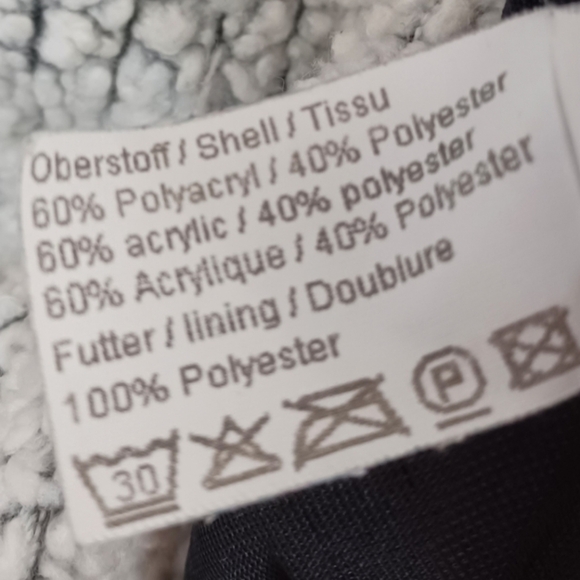 Oberstoff / Shell / Tissu
60% Polyacryl / 40% Polyester
60% acrylic / 40% polyester
60% Acrylique / 40% Polyester
Futter / lining / Doublure
100% Polyester
30 P